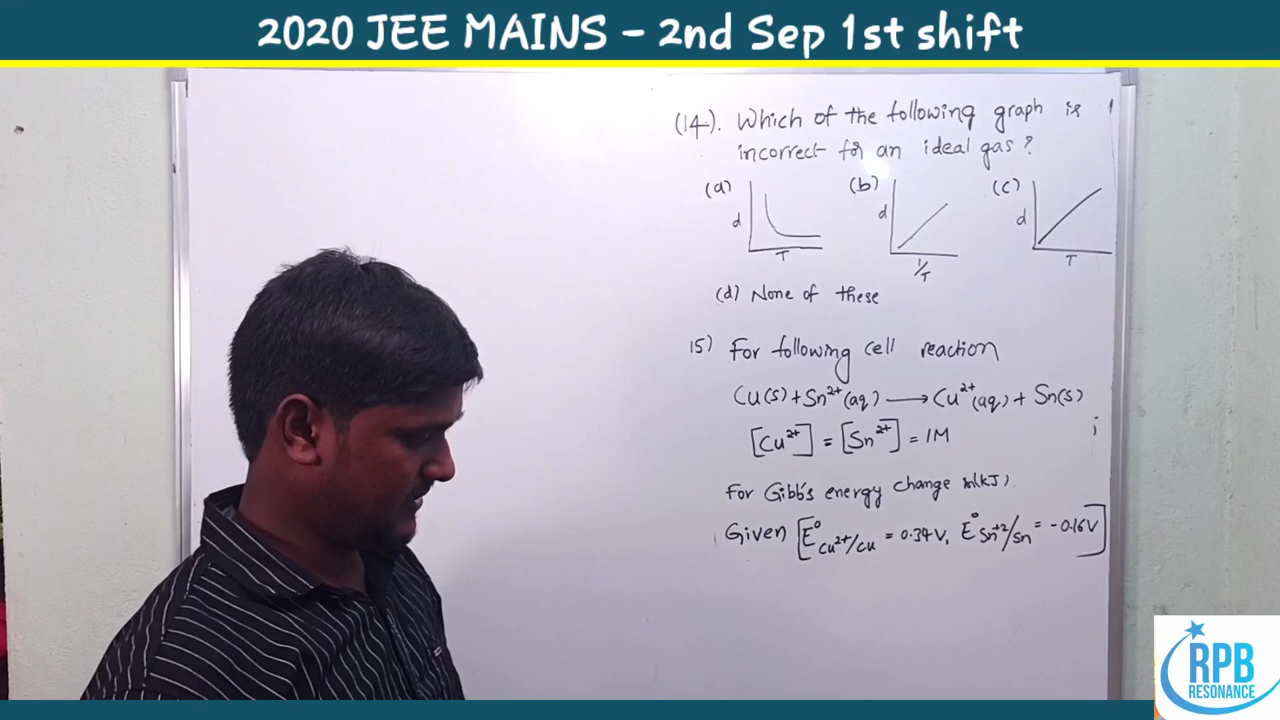 2020 JEE MAINS - 2nd Sep 1st shift
(14). Which of the following graph is
incorrect for an ideal gas?
(a) (b) (c)
d d d
T 1/T T
(d) None of these
15) For following cell reaction
Cu(s) + Sn²⁺(aq) → Cu²⁺(aq) + Sn(s)
[Cu²⁺] = [Sn²⁺] = 1M
For Gibb's energy change in(kJ).
Given [E⁰Cu²⁺/Cu = 0.34V, E⁰Sn⁺²/Sn = -0.16V]
RPB
RESONANCE